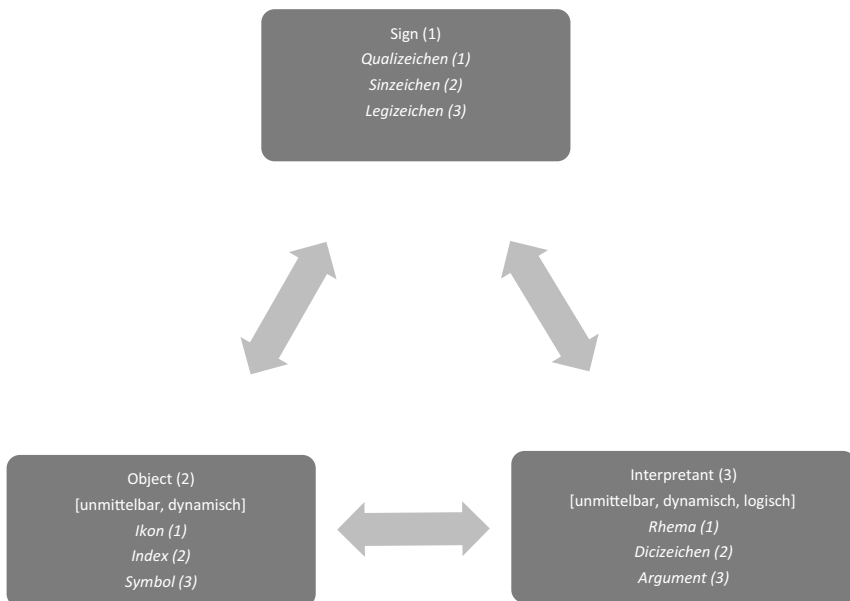 Sign (1)
Qualizeichen (1)
Sinzeichen (2)
Legizeichen (3)
Object (2)
[unmittelbar, dynamisch]
Ikon (1)
Index (2)
Symbol (3)
Interpretant (3)
[unmittelbar, dynamisch, logisch]
Rhema (1)
Dicizeichen (2)
Argument (3)